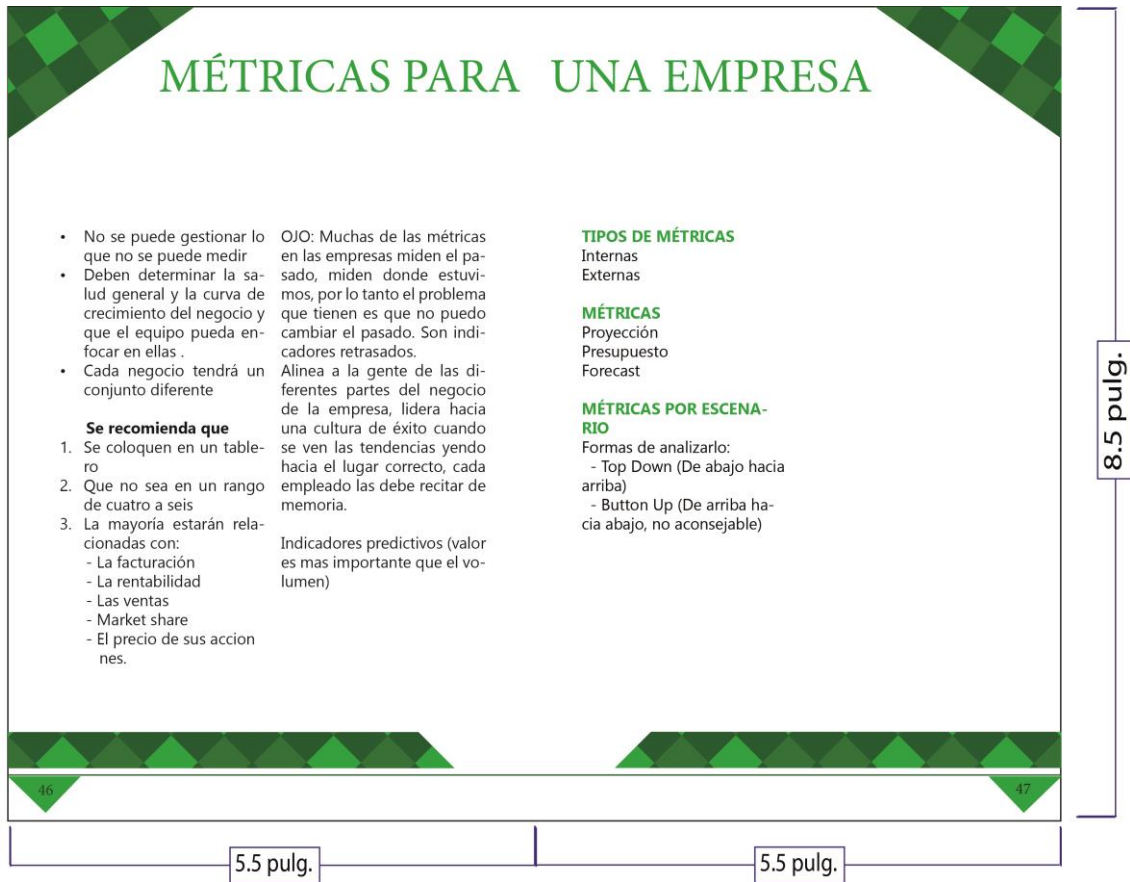 MÉTRICAS PARA UNA EMPRESA
• No se puede gestionar lo
que no se puede medir
• Deben determinar la sa-
lud general y la curva de
crecimiento del negocio y
que el equipo pueda en-
focar en ellas .
• Cada negocio tendrá un
conjunto diferente
Se recomienda que
1. Se coloquen en un table-
ro
2. Que no sea en un rango
de cuatro a seis
3. La mayoría estarán rela-
cionadas con:
- La facturación
- La rentabilidad
- Las ventas
- Market share
- El precio de sus accion
nes.
OJO: Muchas de las métricas
en las empresas miden el pa-
sado, miden donde estuvi-
mos, por lo tanto el problema
que tienen es que no puedo
cambiar el pasado. Son indi-
cadores retrasados.
Alinea a la gente de las di-
ferentes partes del negocio
de la empresa, lidera hacia
una cultura de éxito cuando
se ven las tendencias yendo
hacia el lugar correcto, cada
empleado las debe recitar de
memoria.
Indicadores predictivos (valor
es mas importante que el vo-
lumen)
TIPOS DE MÉTRICAS
Internas
Externas
MÉTRICAS
Proyección
Presupuesto
Forecast
MÉTRICAS POR ESCENA-
RIO
Formas de analizarlo:
- Top Down (De abajo hacia
arriba)
- Button Up (De arriba ha-
cia abajo, no aconsejable)
46
47
8.5 pulg.
5.5 pulg.
5.5 pulg.